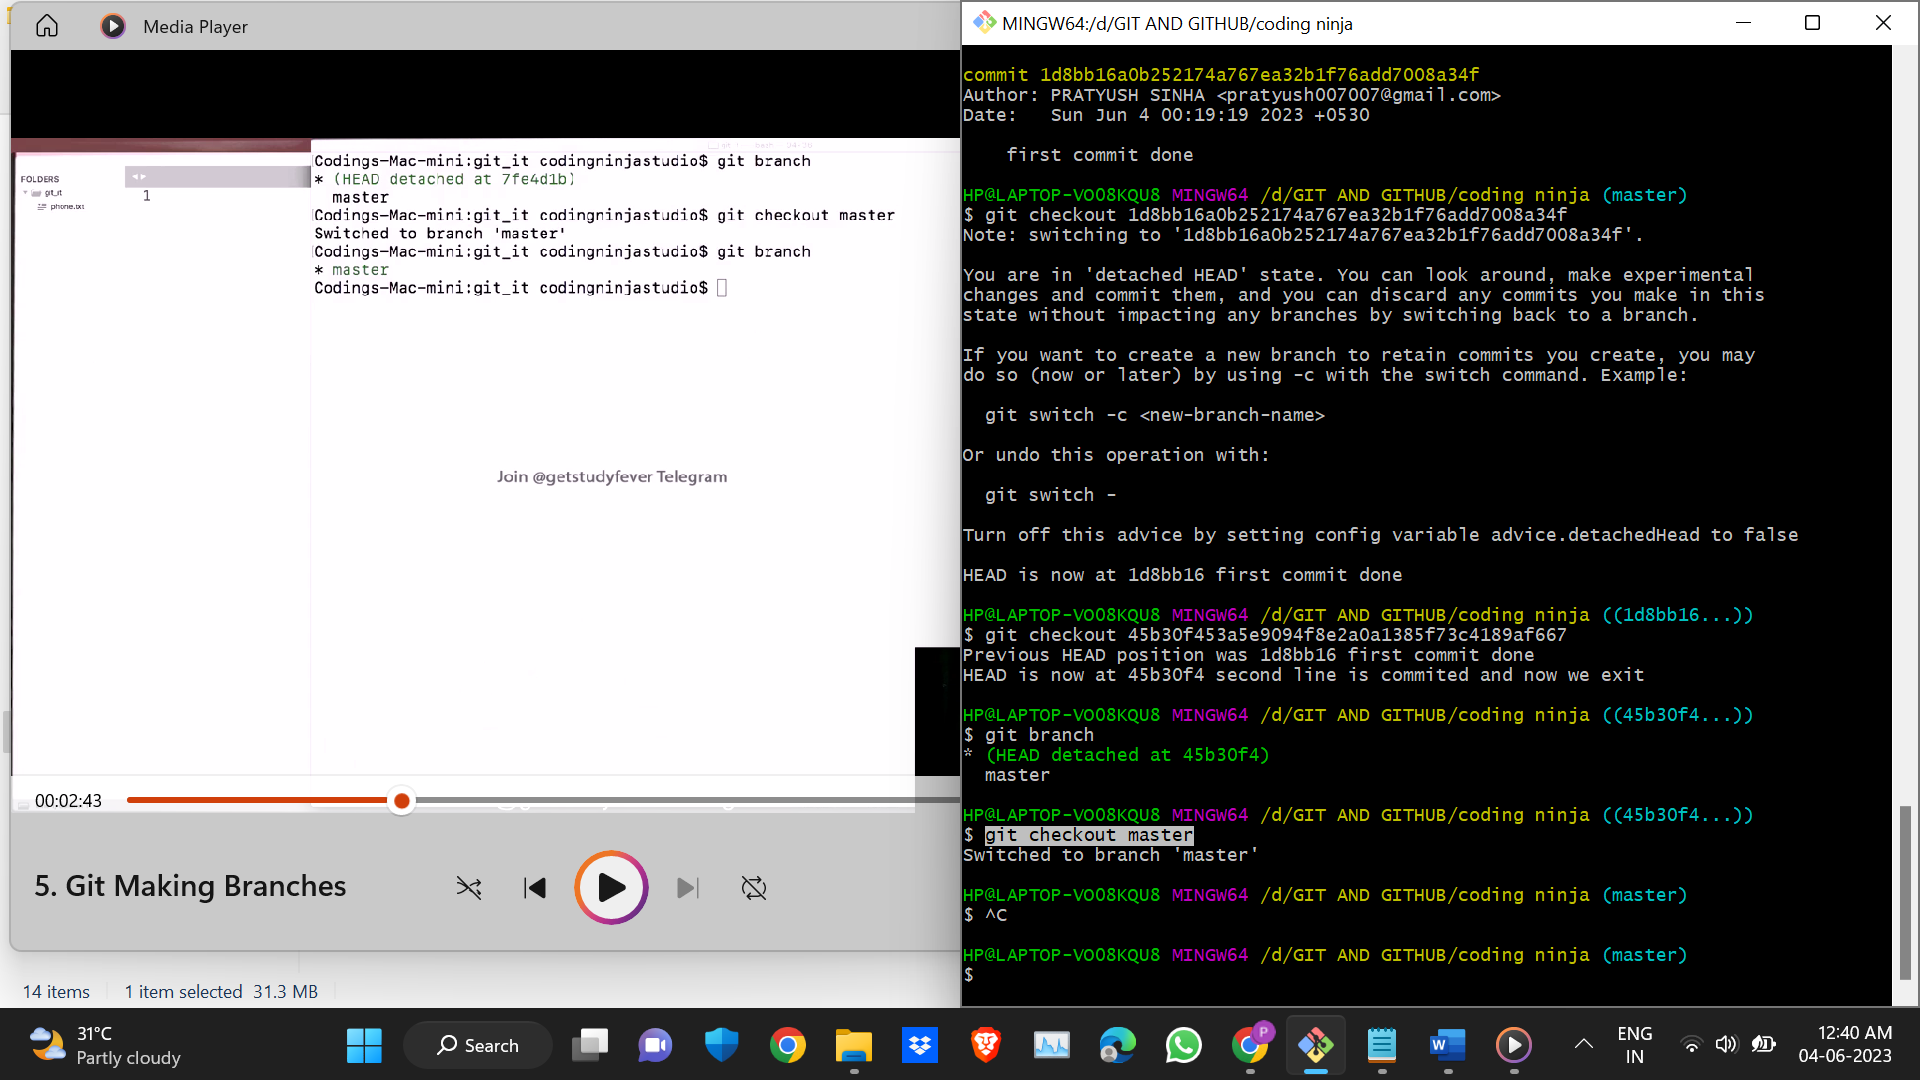 Media Player
FOLDERS
git_it
phone.txt
1
Codings-Mac-mini:git_it codingninjastudio$ git branch
* (HEAD detached at 7fe4d1b)
master
Codings-Mac-mini:git_it codingninjastudio$ git checkout master
Switched to branch 'master'
Codings-Mac-mini:git_it codingninjastudio$ git branch
* master
Codings-Mac-mini:git_it codingninjastudio$
Join @getstudyfever Telegram
00:02:43
5. Git Making Branches
14 items 1 item selected 31.3 MB
MINGW64:/d/GIT AND GITHUB/coding ninja
commit 1d8bb16a0b252174a767ea32b1f76add7008a34f
Author: PRATYUSH SINHA <pratyush007007@gmail.com>
Date: Sun Jun 4 00:19:19 2023 +0530
first commit done
HP@LAPTOP-VO08KQU8 MINGW64 /d/GIT AND GITHUB/coding ninja (master)
$ git checkout 1d8bb16a0b252174a767ea32b1f76add7008a34f
Note: switching to '1d8bb16a0b252174a767ea32b1f76add7008a34f'.
You are in 'detached HEAD' state. You can look around, make experimental
changes and commit them, and you can discard any commits you make in this
state without impacting any branches by switching back to a branch.
If you want to create a new branch to retain commits you create, you may
do so (now or later) by using -c with the switch command. Example:
git switch -c <new-branch-name>
Or undo this operation with:
git switch -
Turn off this advice by setting config variable advice.detachedHead to false
HEAD is now at 1d8bb16 first commit done
HP@LAPTOP-VO08KQU8 MINGW64 /d/GIT AND GITHUB/coding ninja ((1d8bb16...))
$ git checkout 45b30f453a5e9094f8e2a0a1385f73c4189af667
Previous HEAD position was 1d8bb16 first commit done
HEAD is now at 45b30f4 second line is commited and now we exit
HP@LAPTOP-VO08KQU8 MINGW64 /d/GIT AND GITHUB/coding ninja ((45b30f4...))
$ git branch
* (HEAD detached at 45b30f4)
master
HP@LAPTOP-VO08KQU8 MINGW64 /d/GIT AND GITHUB/coding ninja ((45b30f4...))
$ git checkout master
Switched to branch 'master'
HP@LAPTOP-VO08KQU8 MINGW64 /d/GIT AND GITHUB/coding ninja (master)
$ ^C
HP@LAPTOP-VO08KQU8 MINGW64 /d/GIT AND GITHUB/coding ninja (master)
$
31°C
Partly cloudy
Search
P
W
ENG
IN
12:40 AM
04-06-2023